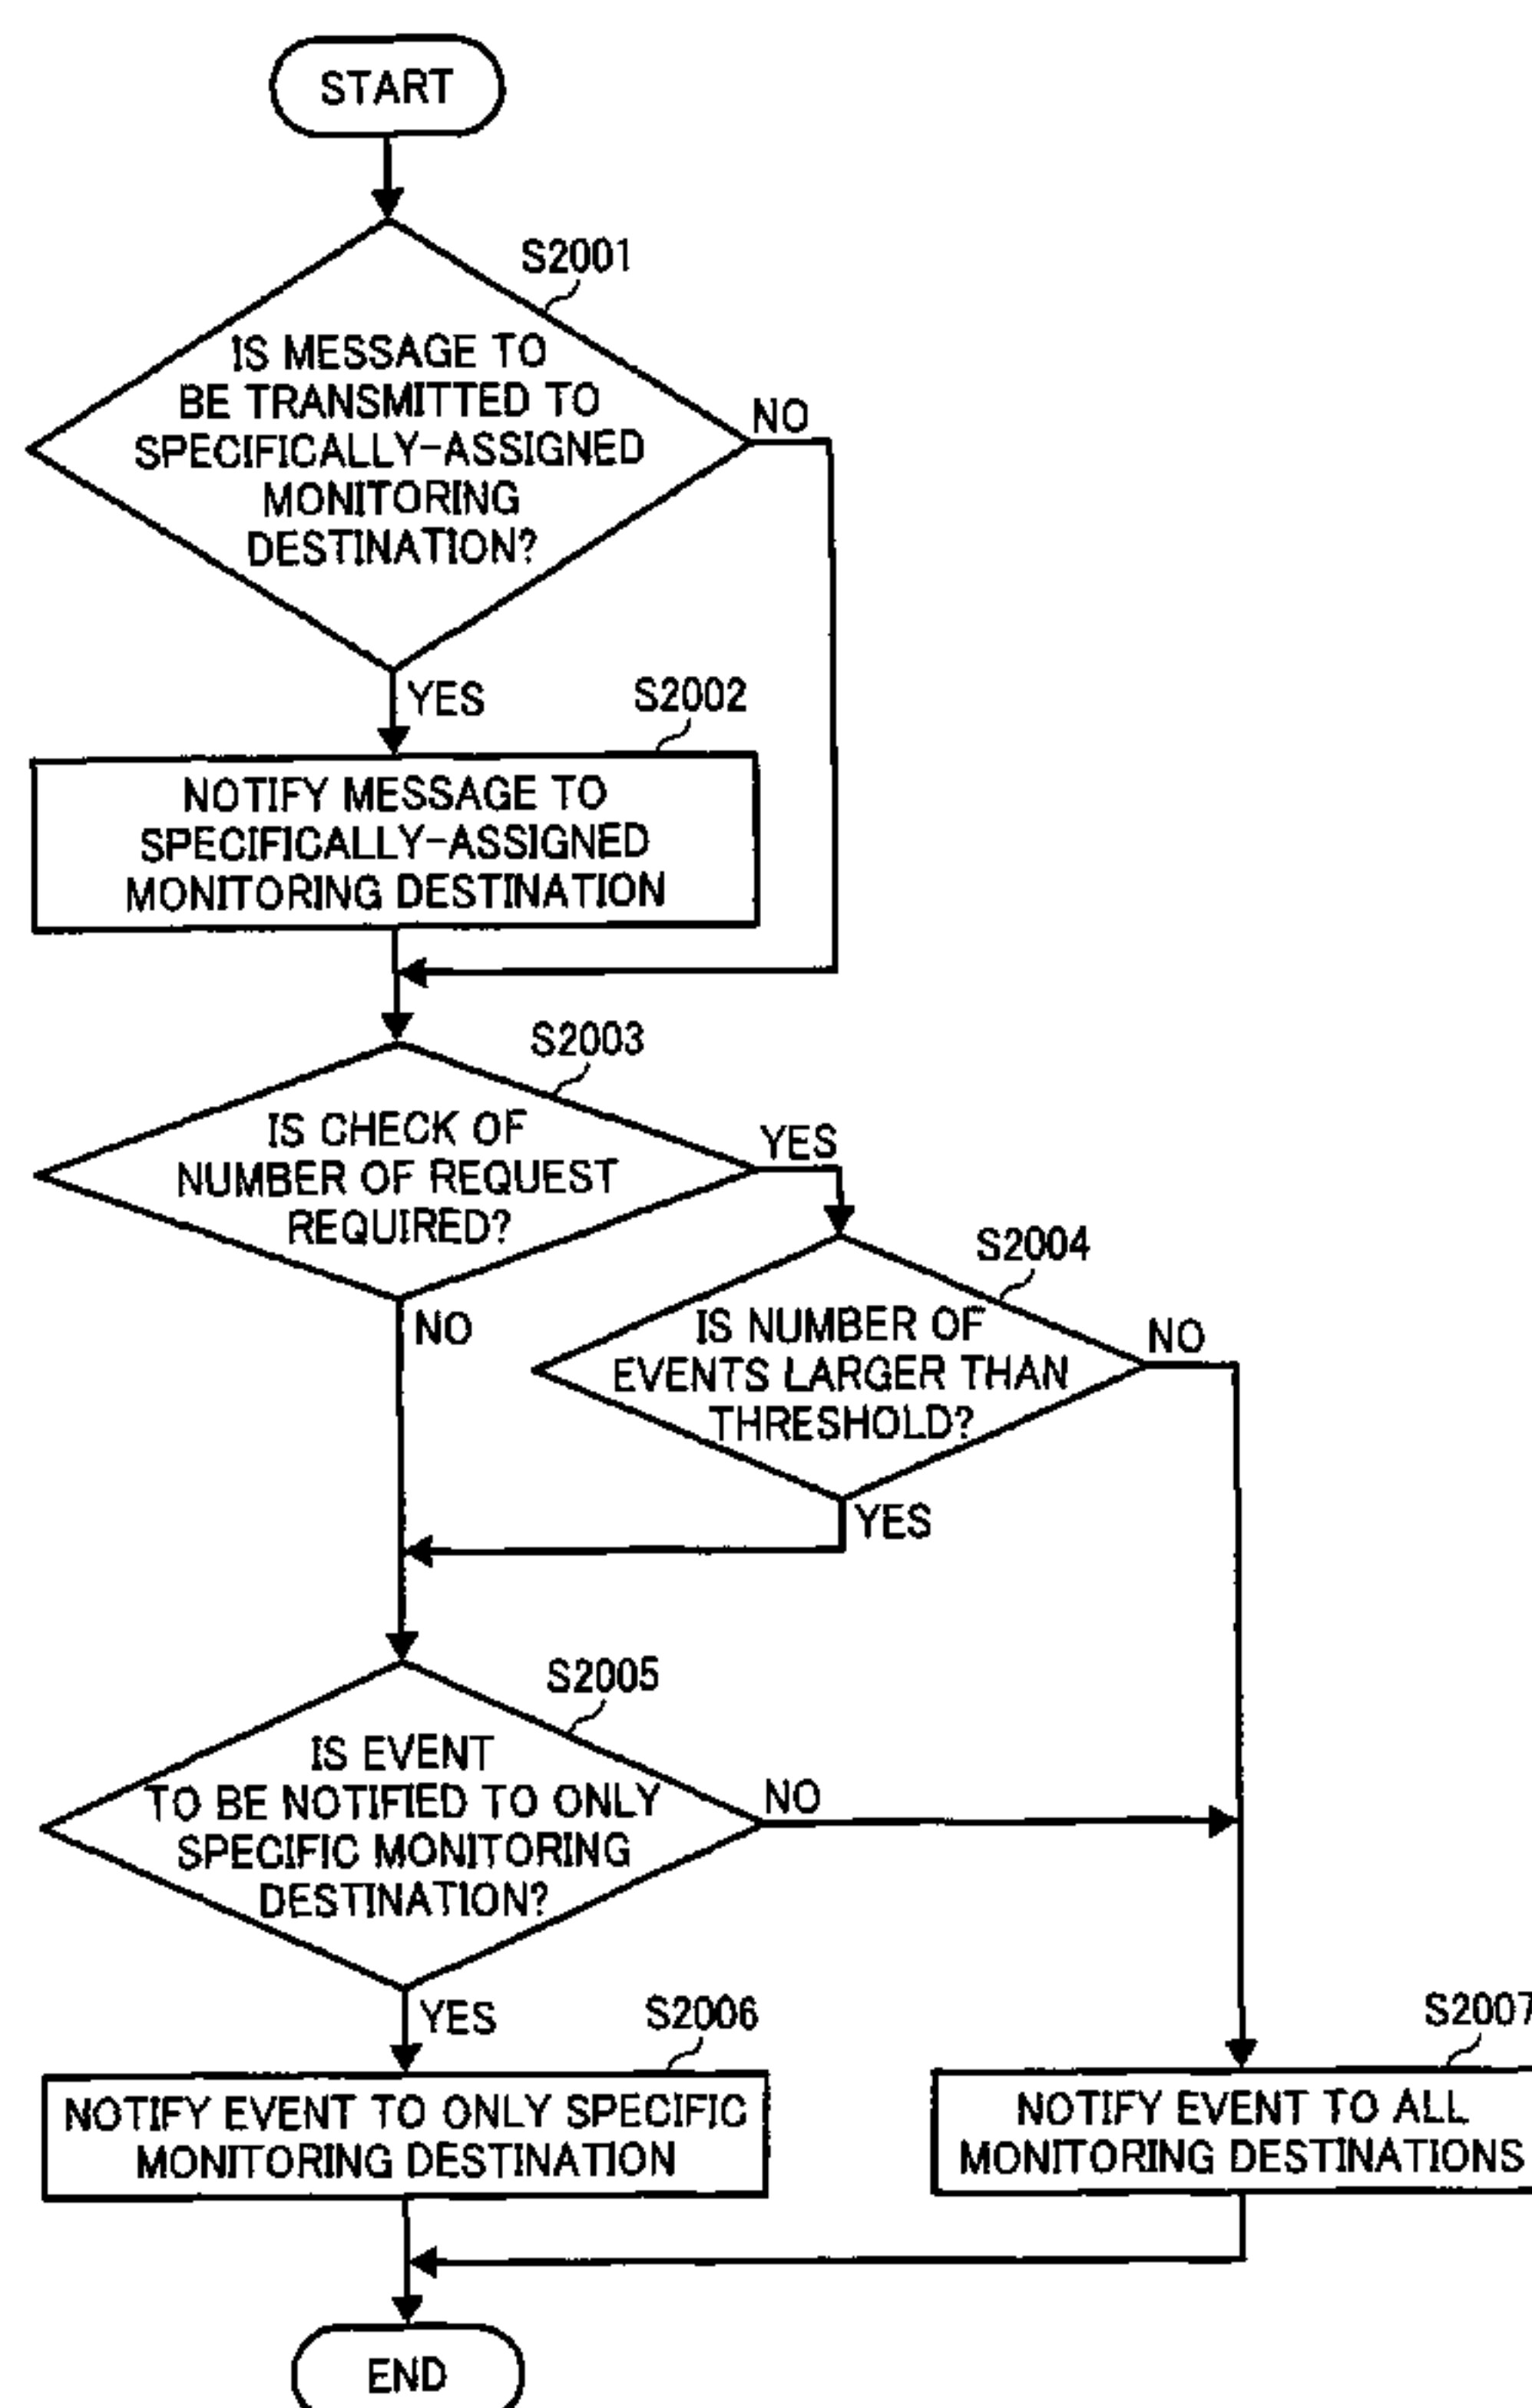 START
S2001
IS MESSAGE TO
BE TRANSMITTED TO
SPECIFICALLY-ASSIGNED
MONITORING
DESTINATION?
NO
YES
S2002
NOTIFY MESSAGE TO
SPECIFICALLY-ASSIGNED
MONITORING DESTINATION
S2003
IS CHECK OF
NUMBER OF REQUEST
REQUIRED?
YES
NO
S2004
IS NUMBER OF
EVENTS LARGER THAN
THRESHOLD?
NO
YES
S2005
IS EVENT
TO BE NOTIFIED TO ONLY
SPECIFIC MONITORING
DESTINATION?
NO
YES
S2006
NOTIFY EVENT TO ONLY SPECIFIC
MONITORING DESTINATION
S2007
NOTIFY EVENT TO ALL
MONITORING DESTINATIONS
END